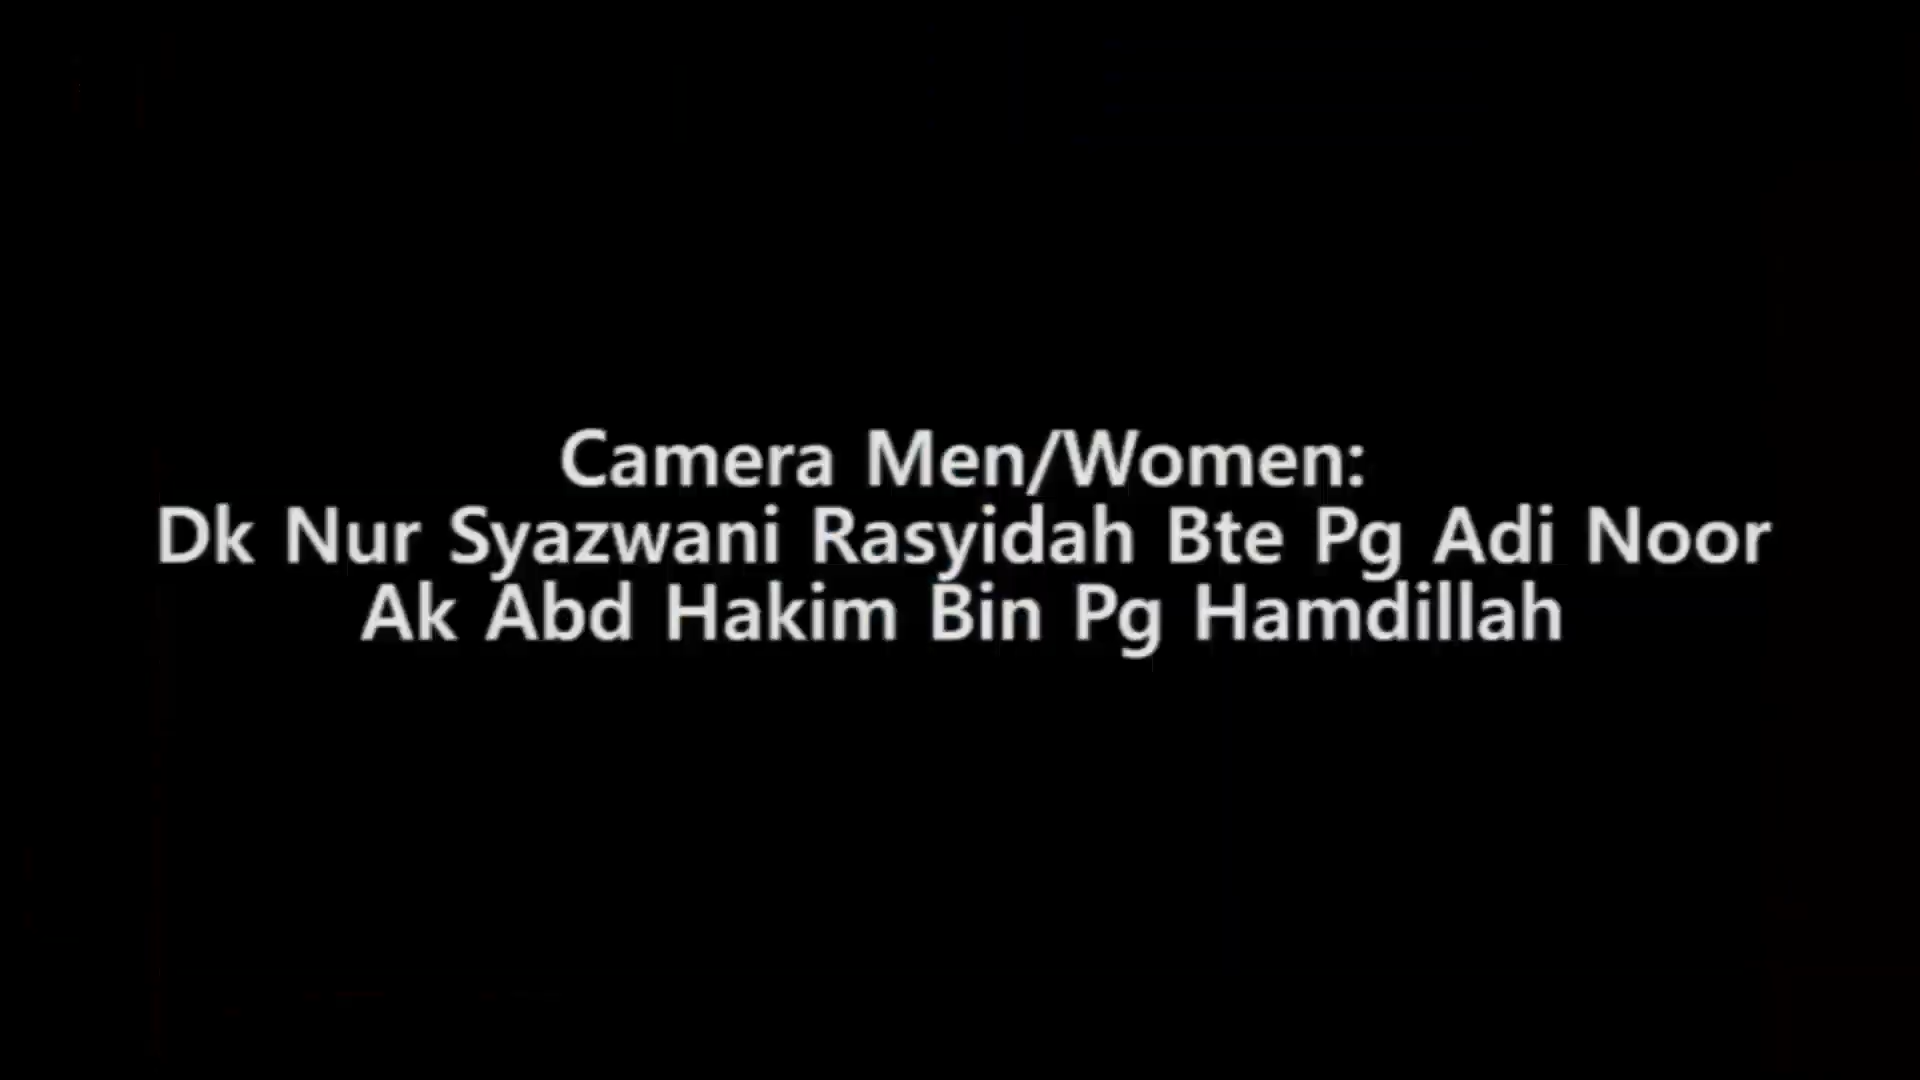 Camera Men/Women:
Dk Nur Syazwani Rasyidah Bte Pg Adi Noor
Ak Abd Hakim Bin Pg Hamdillah